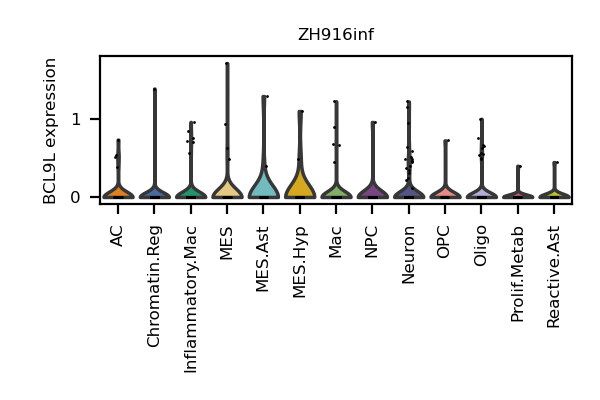 ZH916inf
BCL9L expression
1
0
AC
Chromatin.Reg
Inflammatory.Mac
MES
MES.Ast
MES.Hyp
Mac
NPC
Neuron
OPC
Oligo
Prolif.Metab
Reactive.Ast